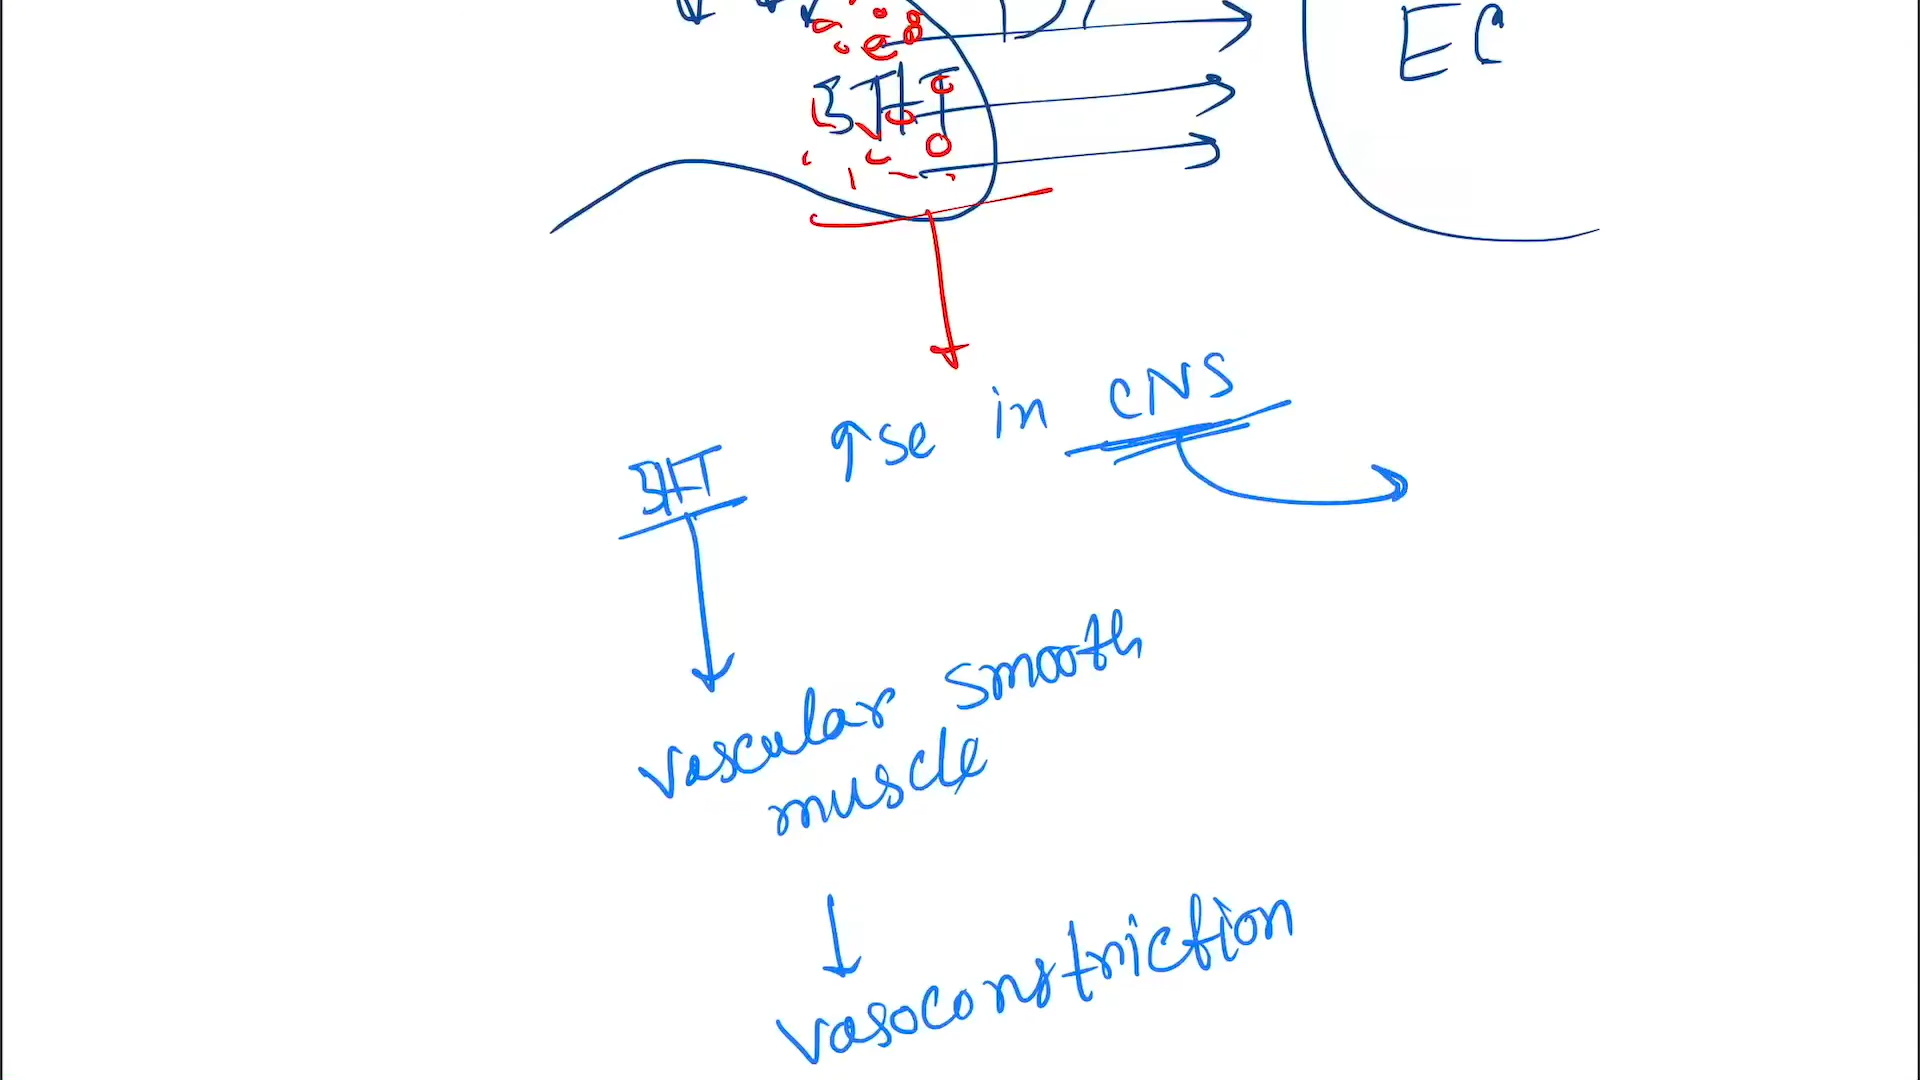 EC
5HT
↑se in CNS
5HT
vascular smooth
muscle
vasoconstriction